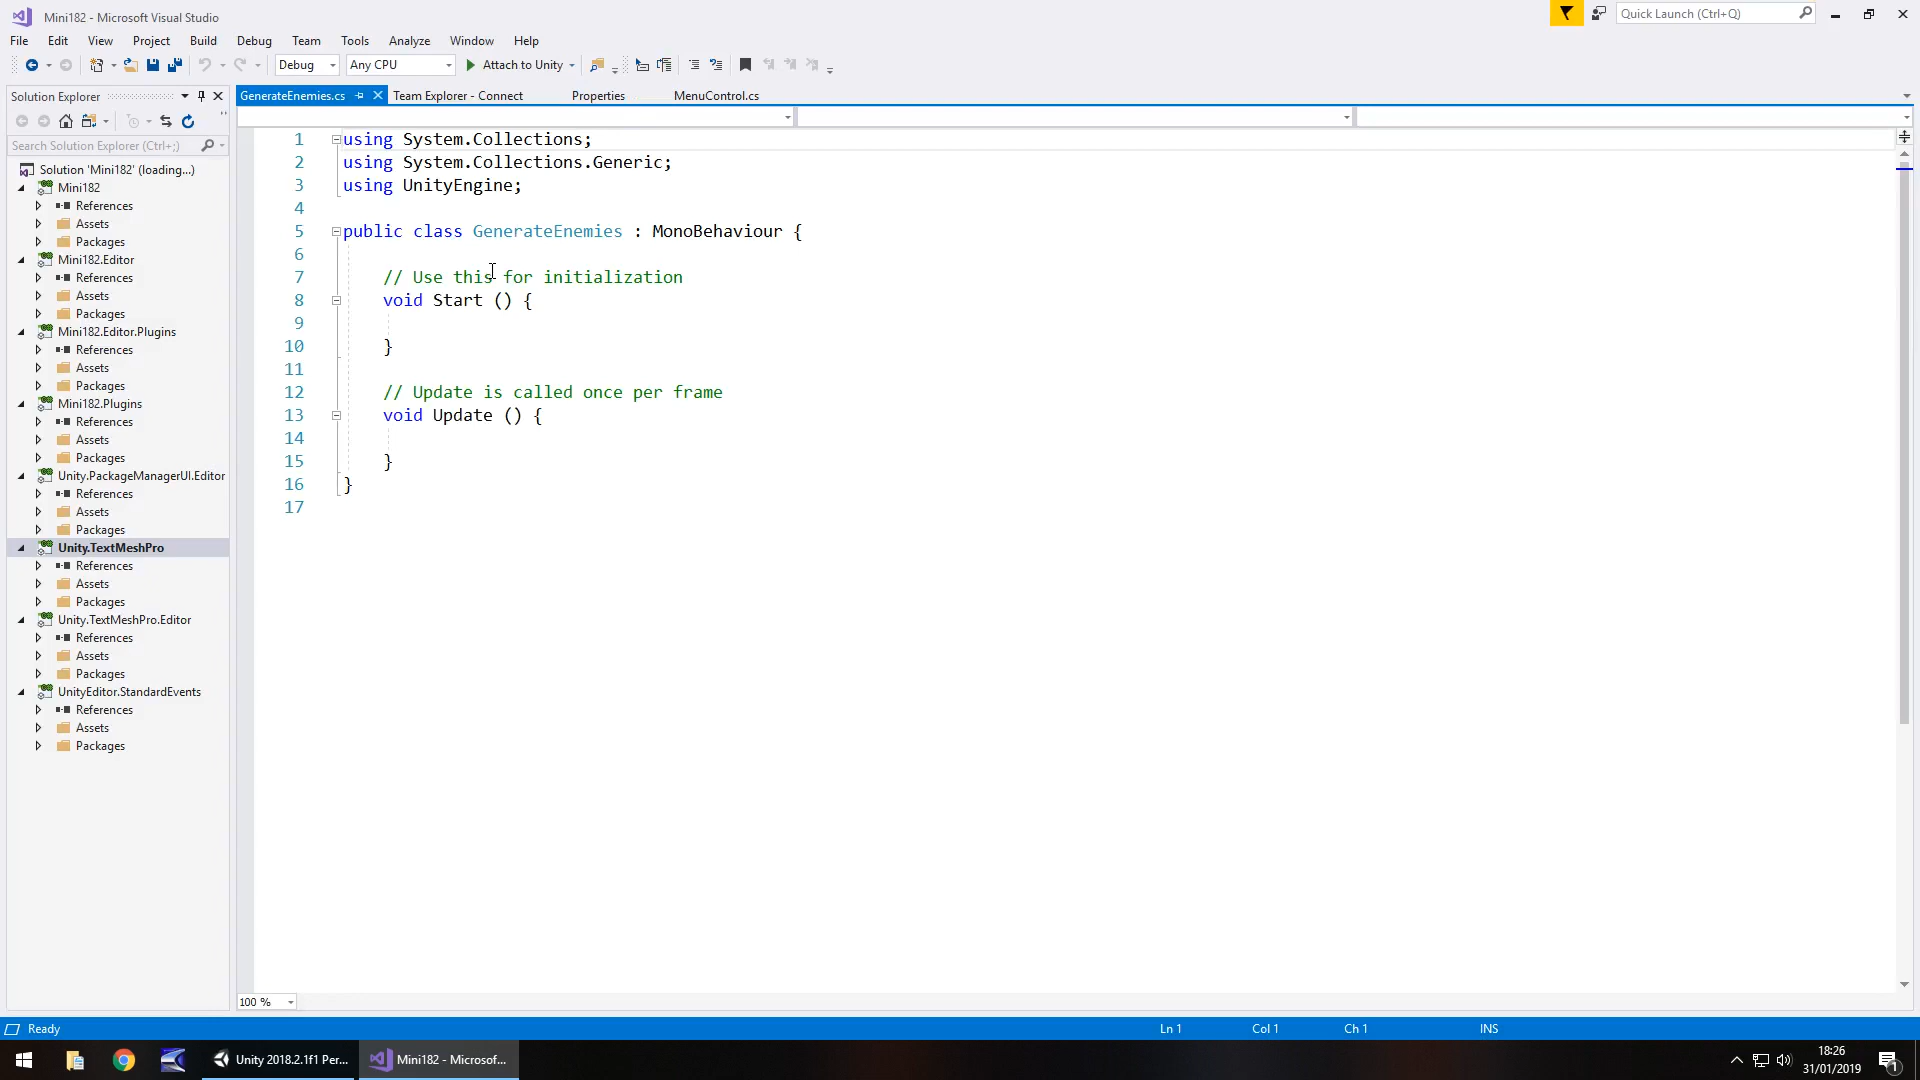 Mini182 - Microsoft Visual Studio
Quick Launch (Ctrl+Q)
File Edit View Project Build Debug Team Tools Analyze Window Help
Debug Any CPU Attach to Unity
Solution Explorer
GenerateEnemies.cs Team Explorer - Connect Properties MenuControl.cs
Search Solution Explorer (Ctrl+;)
Solution 'Mini182' (loading...)
Mini182
References
Assets
Packages
Mini182.Editor
References
Assets
Packages
Mini182.Editor.Plugins
References
Assets
Packages
Mini182.Plugins
References
Assets
Packages
Unity.PackageManagerUI.Editor
References
Assets
Packages
Unity.TextMeshPro
References
Assets
Packages
Unity.TextMeshPro.Editor
References
Assets
Packages
UnityEditor.StandardEvents
References
Assets
Packages
1 using System.Collections;
2 using System.Collections.Generic;
3 using UnityEngine;
4
5 public class GenerateEnemies : MonoBehaviour {
6
7 // Use this for initialization
8 void Start () {
9
10 }
11
12 // Update is called once per frame
13 void Update () {
14
15 }
16 }
17
100 %
Ready Ln 1 Col 1 Ch 1 INS
Unity 2018.2.1f1 Per... Mini182 - Microsof...
18:26
31/01/2019
1